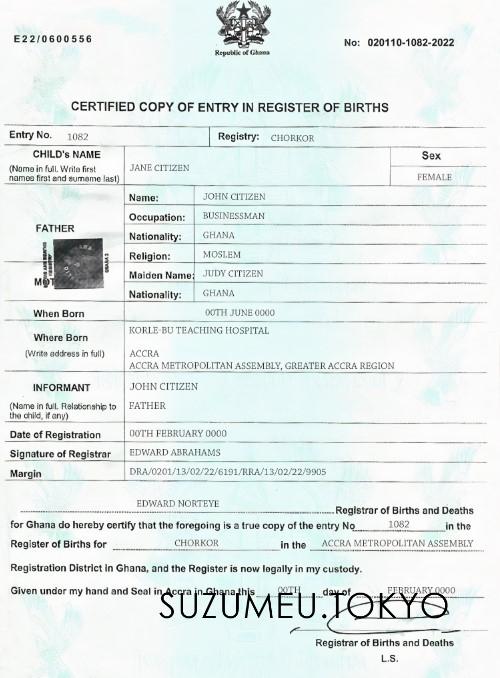 E22/0600556
Republic of Ghana
No: 020110-1082-2022
CERTIFIED COPY OF ENTRY IN REGISTER OF BIRTHS
Entry No. 1082 Registry: CHORKOR
CHILD's NAME
(Name in full. Write first names first and surname last)
JANE CITIZEN
Sex
FEMALE
FATHER
Name: JOHN CITIZEN
Occupation: BUSINESSMAN
Nationality: GHANA
Religion: MOSLEM
Maiden Name: JUDY CITIZEN
Nationality: GHANA
When Born 00TH JUNE 0000
Where Born
(Write address in full)
KORLE-BU TEACHING HOSPITAL
ACCRA
ACCRA METROPOLITAN ASSEMBLY, GREATER ACCRA REGION
INFORMANT JOHN CITIZEN
(Name in full. Relationship to the child, if any)
FATHER
Date of Registration 00TH FEBRUARY 0000
Signature of Registrar EDWARD ABRAHAMS
Margin DRA/0201/13/02/22/6191/RRA/13/02/22/9905
EDWARD NORTEYE Registrar of Births and Deaths
for Ghana do hereby certify that the foregoing is a true copy of the entry No 1082 in the
Register of Births for CHORKOR in the ACCRA METROPOLITAN ASSEMBLY
Registration District in Ghana, and the Register is now legally in my custody.
Given under my hand and Seal in Accra in Ghana this 00TH day of FEBRUARY 0000
SUZUMEU.TOKYO
Registrar of Births and Deaths
L.S.